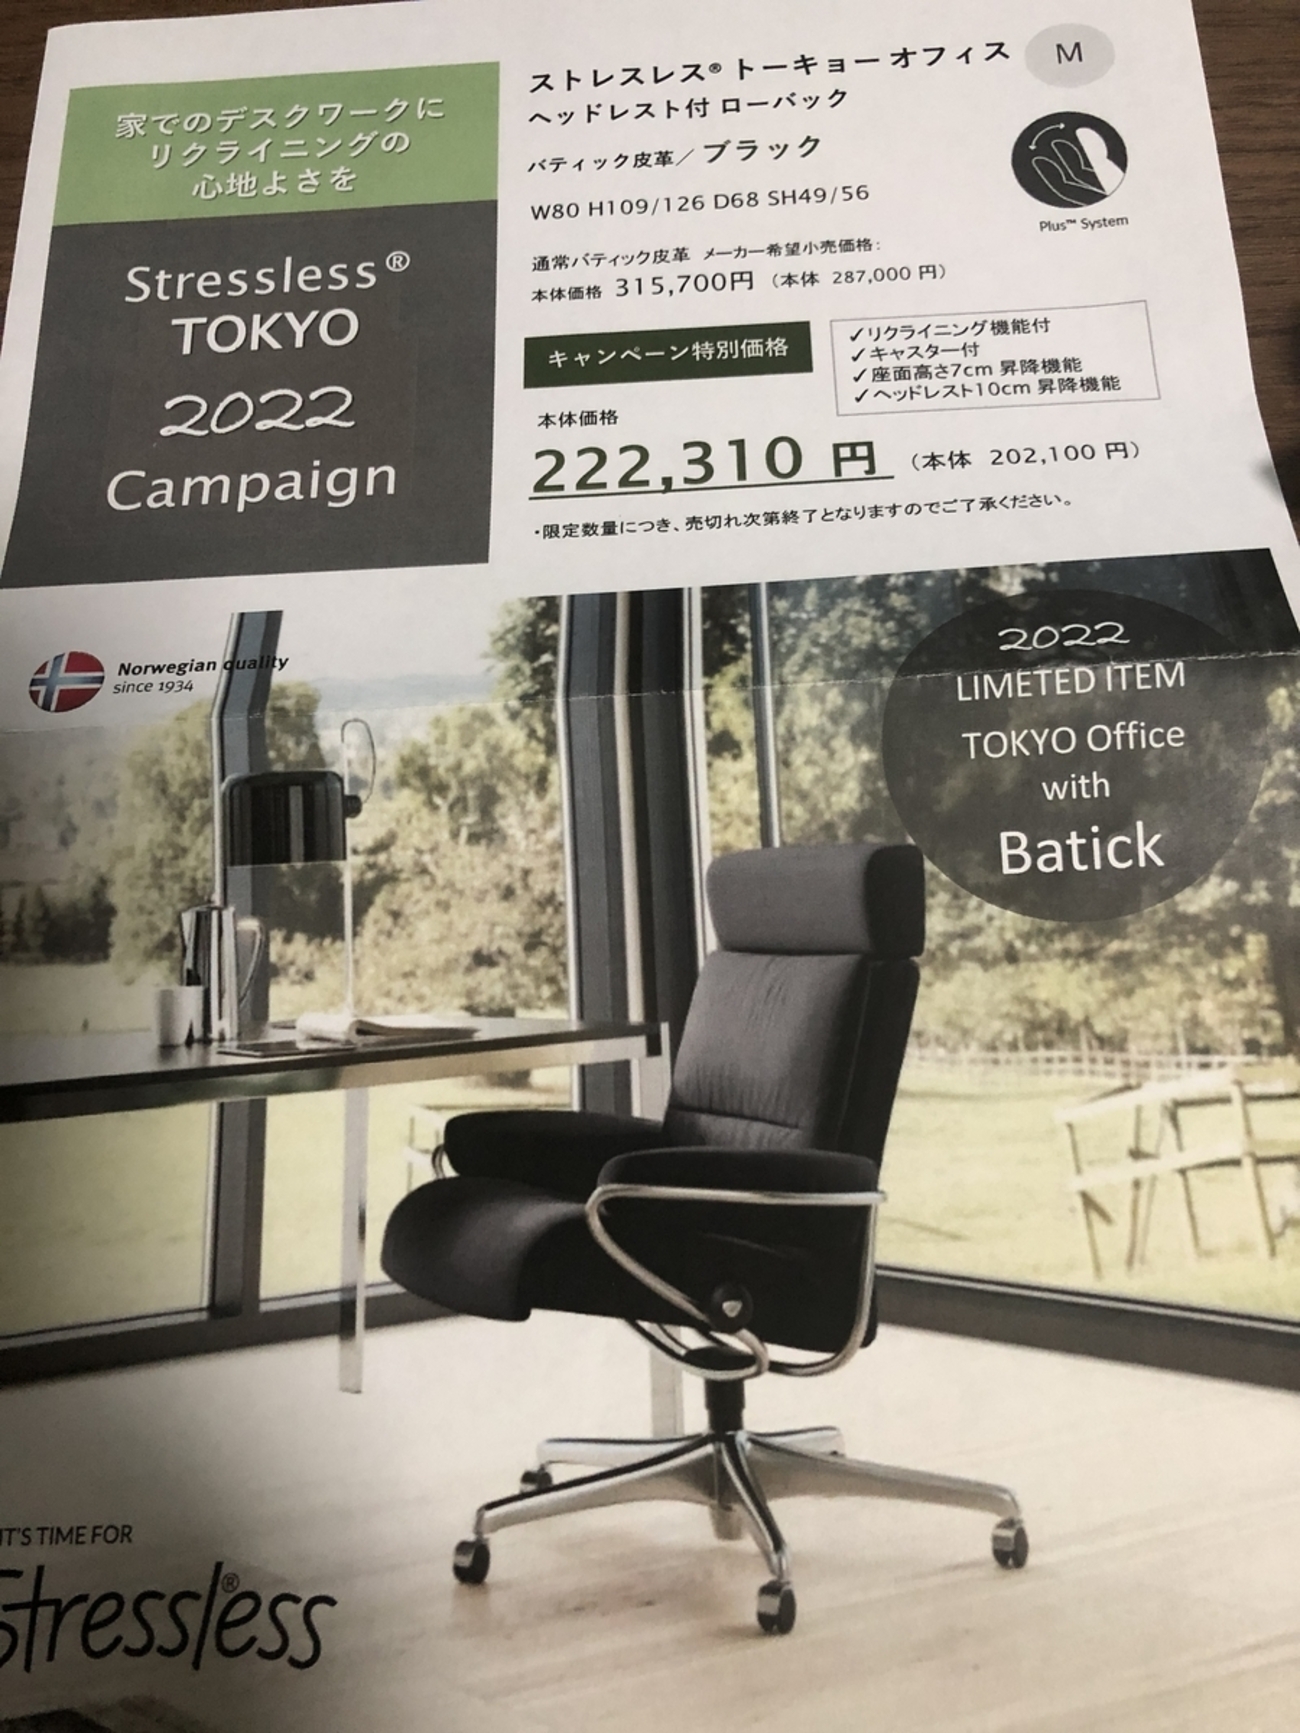 家でのデスクワークに
リクライニングの
心地よさを
Stressless®
TOKYO
2022
Campaign
ストレスレス® トーキョー オフィス
M
ヘッドレスト付 ローバック
バティック皮革／ブラック
W80 H109/126 D68 SH49/56
Plus™ System
通常バティック皮革 メーカー希望小売価格：
本体価格 315,700円 （本体 287,000 円）
キャンペーン特別価格
✓リクライニング機能付
✓キャスター付
✓座面高さ7cm 昇降機能
✓ヘッドレスト10cm 昇降機能
本体価格
222,310 円 （本体 202,100 円）
・限定数量につき、売切れ次第終了となりますのでご了承ください。
Norwegian quality
since 1934
2022
LIMETED ITEM
TOKYO Office
with
Batick
IT'S TIME FOR
Stressless®